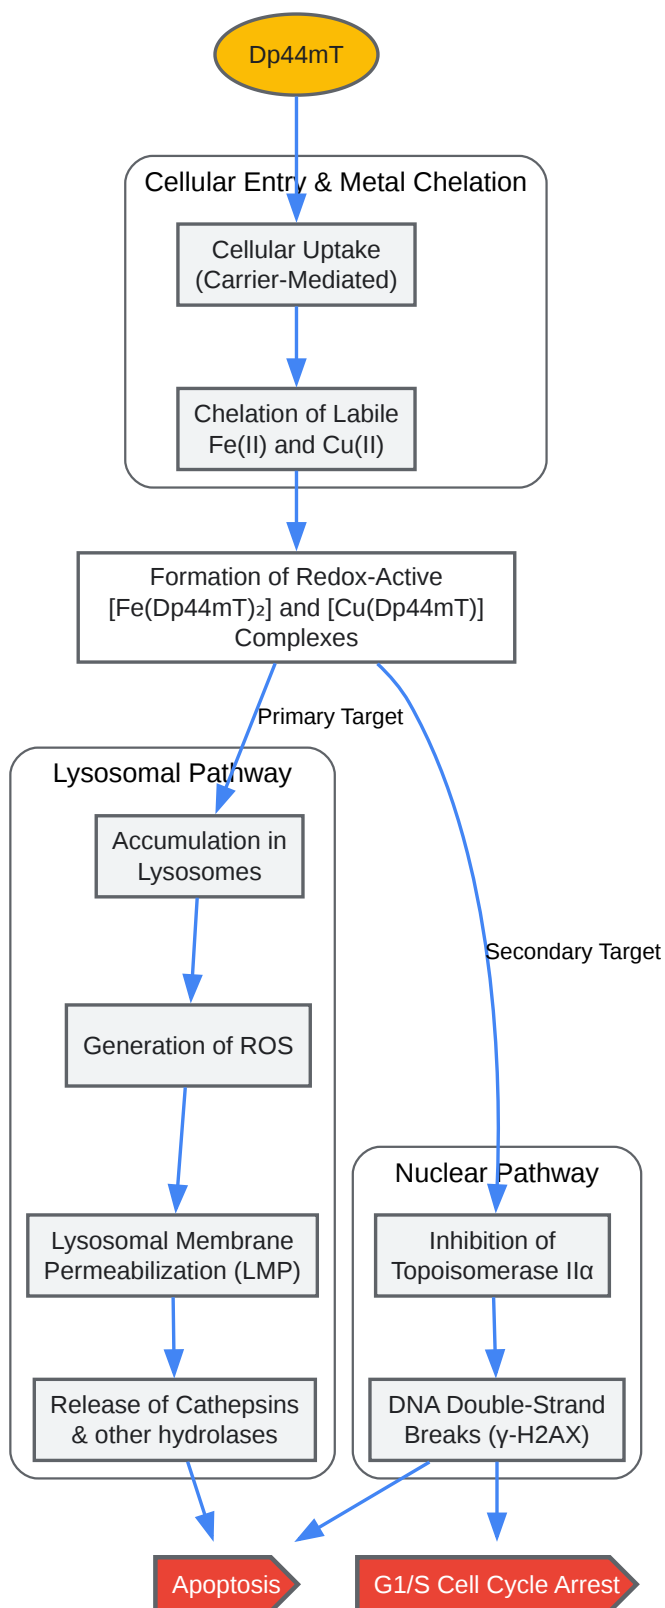 Dp44mT
Cellular Entry & Metal Chelation
Cellular Uptake
(Carrier-Mediated)
Chelation of Labile
Fe(II) and Cu(II)
Formation of Redox-Active
[Fe(Dp44mT)₂] and [Cu(Dp44mT)]
Complexes
Primary Target
Lysosomal Pathway
Accumulation in
Lysosomes
Secondary Target
Generation of ROS
Nuclear Pathway
Lysosomal Membrane
Permeabilization (LMP)
Inhibition of
Topoisomerase IIα
Release of Cathepsins
& other hydrolases
DNA Double-Strand
Breaks (γ-H2AX)
Apoptosis
G1/S Cell Cycle Arrest